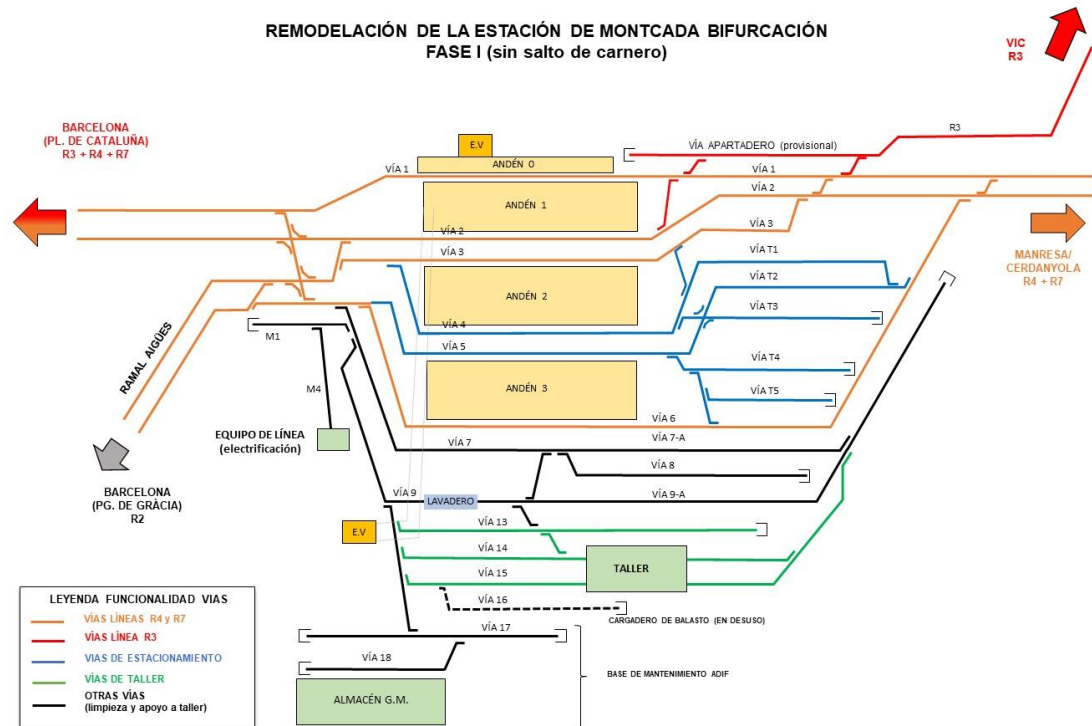 REMODELACIÓN DE LA ESTACIÓN DE MONTCADA BIFURCACIÓN
FASE I (sin salto de carnero)
VIC
R3
BARCELONA
(PL. DE CATALUÑA)
R3 + R4 + R7
R3
E.V
VÍA APARTADERO (provisional)
ANDÉN 0
VÍA 1
VÍA 1
ANDÉN 1
VÍA 2
VÍA 2
VÍA 3
VÍA 3
VÍA T1
MANRESA/
CERDANYOLA
R4 + R7
VÍA T2
ANDÉN 2
VÍA T3
VÍA 4
M1
VÍA 5
VÍA T4
RAMAL AIGÜES
M4
ANDÉN 3
VÍA T5
VÍA 6
EQUIPO DE LÍNEA
(electrificación)
VÍA 7
VÍA 7-A
VÍA 8
BARCELONA
(PG. DE GRÀCIA)
R2
VÍA 9
LAVADERO
VÍA 9-A
VÍA 13
E.V
VÍA 14
TALLER
VÍA 15
VÍA 16
CARGADERO DE BALASTO (EN DESUSO)
VÍA 17
VÍA 18
BASE DE MANTENIMIENTO ADIF
ALMACÉN G.M.
LEYENDA FUNCIONALIDAD VIAS
VÍAS LÍNEAS R4 y R7
VÍAS LÍNEA R3
VIAS DE ESTACIONAMIENTO
VÍAS DE TALLER
OTRAS VÍAS
(limpieza y apoyo a taller)